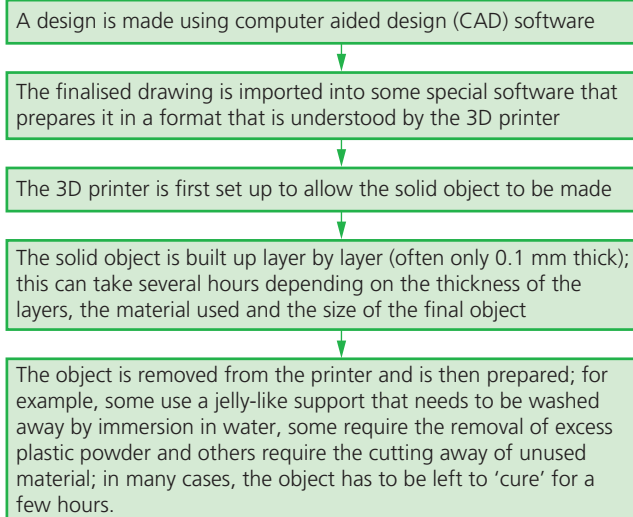 A design is made using computer aided design (CAD) software
The finalised drawing is imported into some special software that
prepares it in a format that is understood by the 3D printer
The 3D printer is first set up to allow the solid object to be made
The solid object is built up layer by layer (often only 0.1 mm thick);
this can take several hours depending on the thickness of the
layers, the material used and the size of the final object
The object is removed from the printer and is then prepared; for
example, some use a jelly-like support that needs to be washed
away by immersion in water, some require the removal of excess
plastic powder and others require the cutting away of unused
material; in many cases, the object has to be left to ‘cure’ for a
few hours.